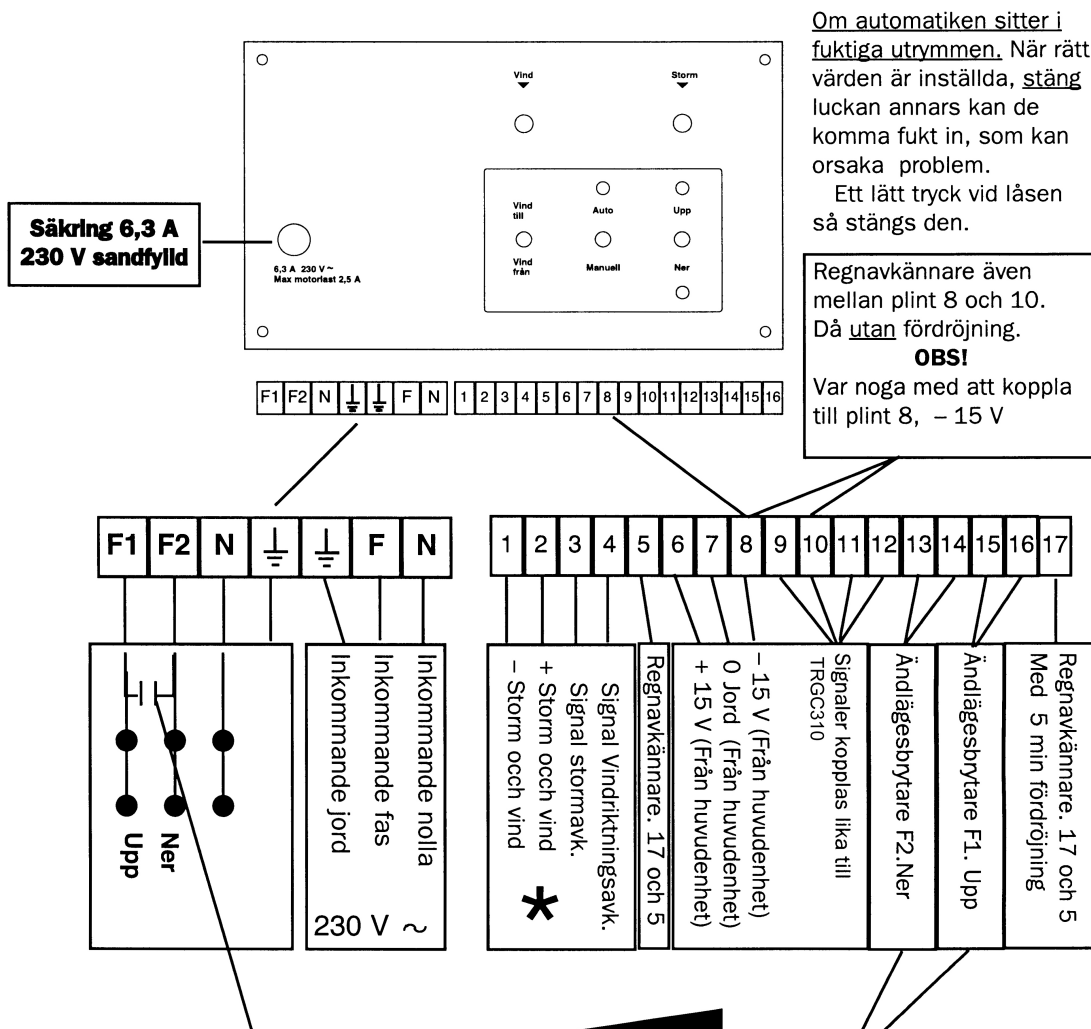 Om automatiken sitter i
fuktiga utrymmen. När rätt
värden är inställda, stäng
luckan annars kan de
komma fukt in, som kan
orsaka problem.
Ett lätt tryck vid låsen
så stängs den.
Vind
Storm
Vind
till
Auto
Upp
Vind
från
Manuell
Ner
Säkring 6,3 A
230 V sandfylld
6,3 A 230 V ~
Max motorlast 2,5 A
Regnavkännare även
mellan plint 8 och 10.
Då utan fördröjning.
OBS!
Var noga med att koppla
till plint 8, – 15 V
F1 F2 N F N 1 2 3 4 5 6 7 8 9 10 11 12 13 14 15 16
F1 F2 N F N
1 2 3 4 5 6 7 8 9 10 11 12 13 14 15 16 17
Upp
Ner
Inkommande jord
Inkommande fas
Inkommande nolla
230 V ~
– Storm occh vind
+ Storm occh vind
Signal stormavk.
Signal Vindriktningsavk.
*
Regnavkännare. 17 och 5
+ 15 V (Från huvudenhet)
0 Jord (Från huvudenhet)
– 15 V (Från huvudenhet)
Signaler kopplas lika till
TRGC310
Ändlägesbrytare F2.Ner
Ändlägesbrytare F1. Upp
Regnavkännare. 17 och 5
Med 5 min fördröjning